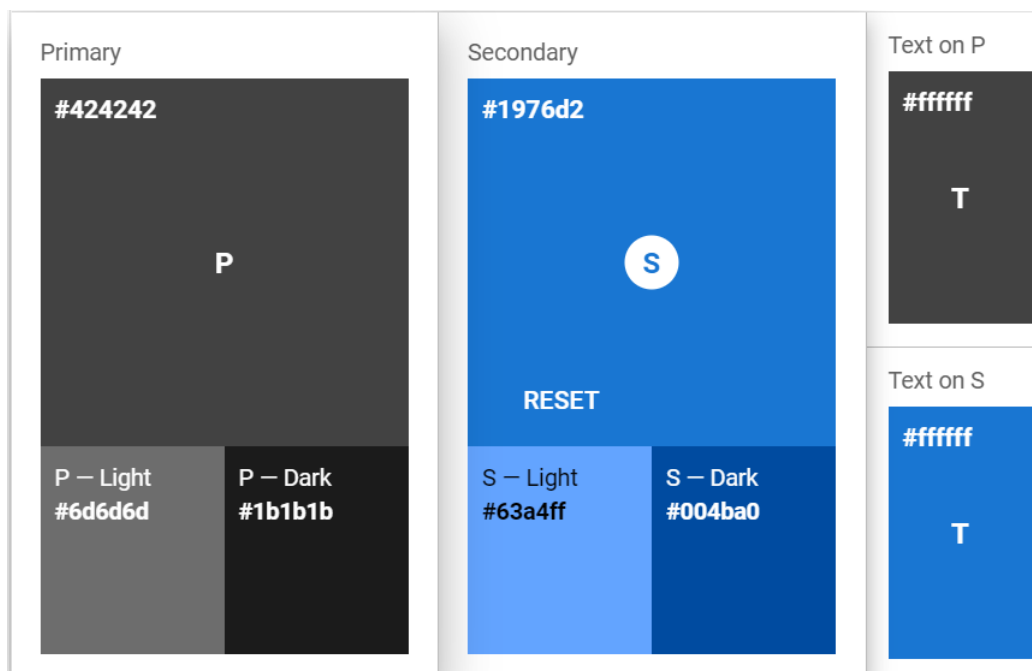 Primary
#424242
P
P — Light
#6d6d6d
P — Dark
#1b1b1b
Secondary
#1976d2
S
RESET
S — Light
#63a4ff
S — Dark
#004ba0
Text on P
#ffffff
T
Text on S
#ffffff
T